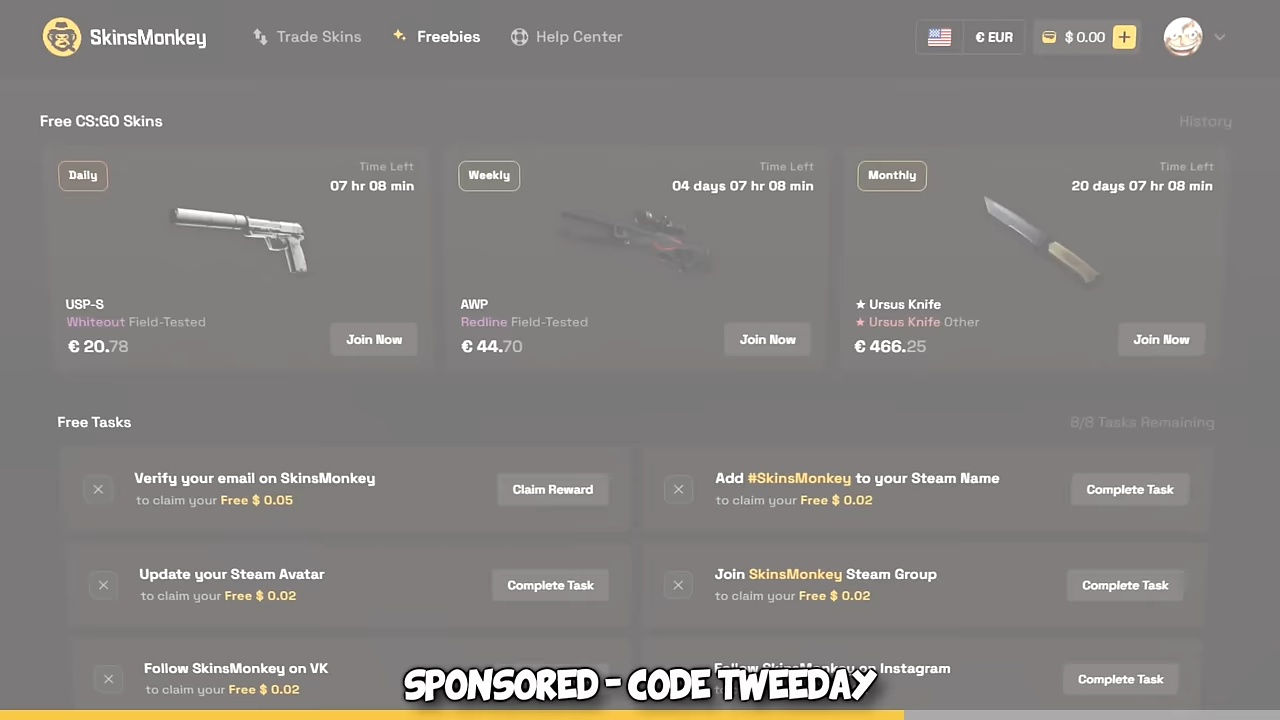 SkinsMonkey
Trade Skins
Freebies
Help Center
€ EUR
$ 0.00
Free CS:GO Skins
History
Daily
Time Left
07 hr 08 min
USP-S
Whiteout Field-Tested
€ 20.78
Join Now
Weekly
Time Left
04 days 07 hr 08 min
AWP
Redline Field-Tested
€ 44.70
Join Now
Monthly
Time Left
20 days 07 hr 08 min
★ Ursus Knife
★ Ursus Knife Other
€ 466.25
Join Now
Free Tasks
8/8 Tasks Remaining
Verify your email on SkinsMonkey
to claim your Free $ 0.05
Claim Reward
Add #SkinsMonkey to your Steam Name
to claim your Free $ 0.02
Complete Task
Update your Steam Avatar
to claim your Free $ 0.02
Complete Task
Join SkinsMonkey Steam Group
to claim your Free $ 0.02
Complete Task
Follow SkinsMonkey on VK
to claim your Free $ 0.02
Follow SkinsMonkey on Instagram
Complete Task
SPONSORED - CODE TWEEDAY